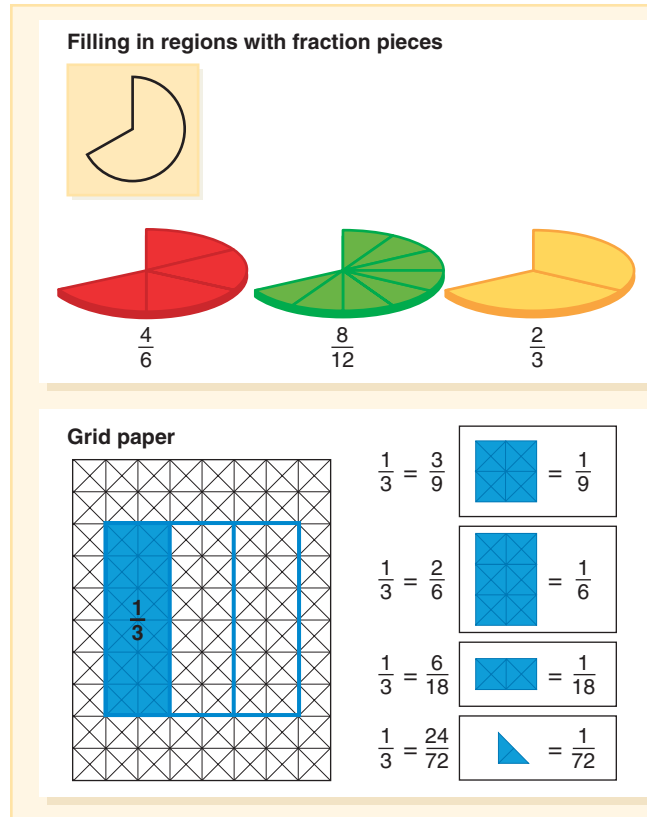 Filling in regions with fraction pieces
4/6 8/12 2/3
Grid paper
1/3
1/3 = 3/9 = 1/9
1/3 = 2/6 = 1/6
1/3 = 6/18 = 1/18
1/3 = 24/72 = 1/72